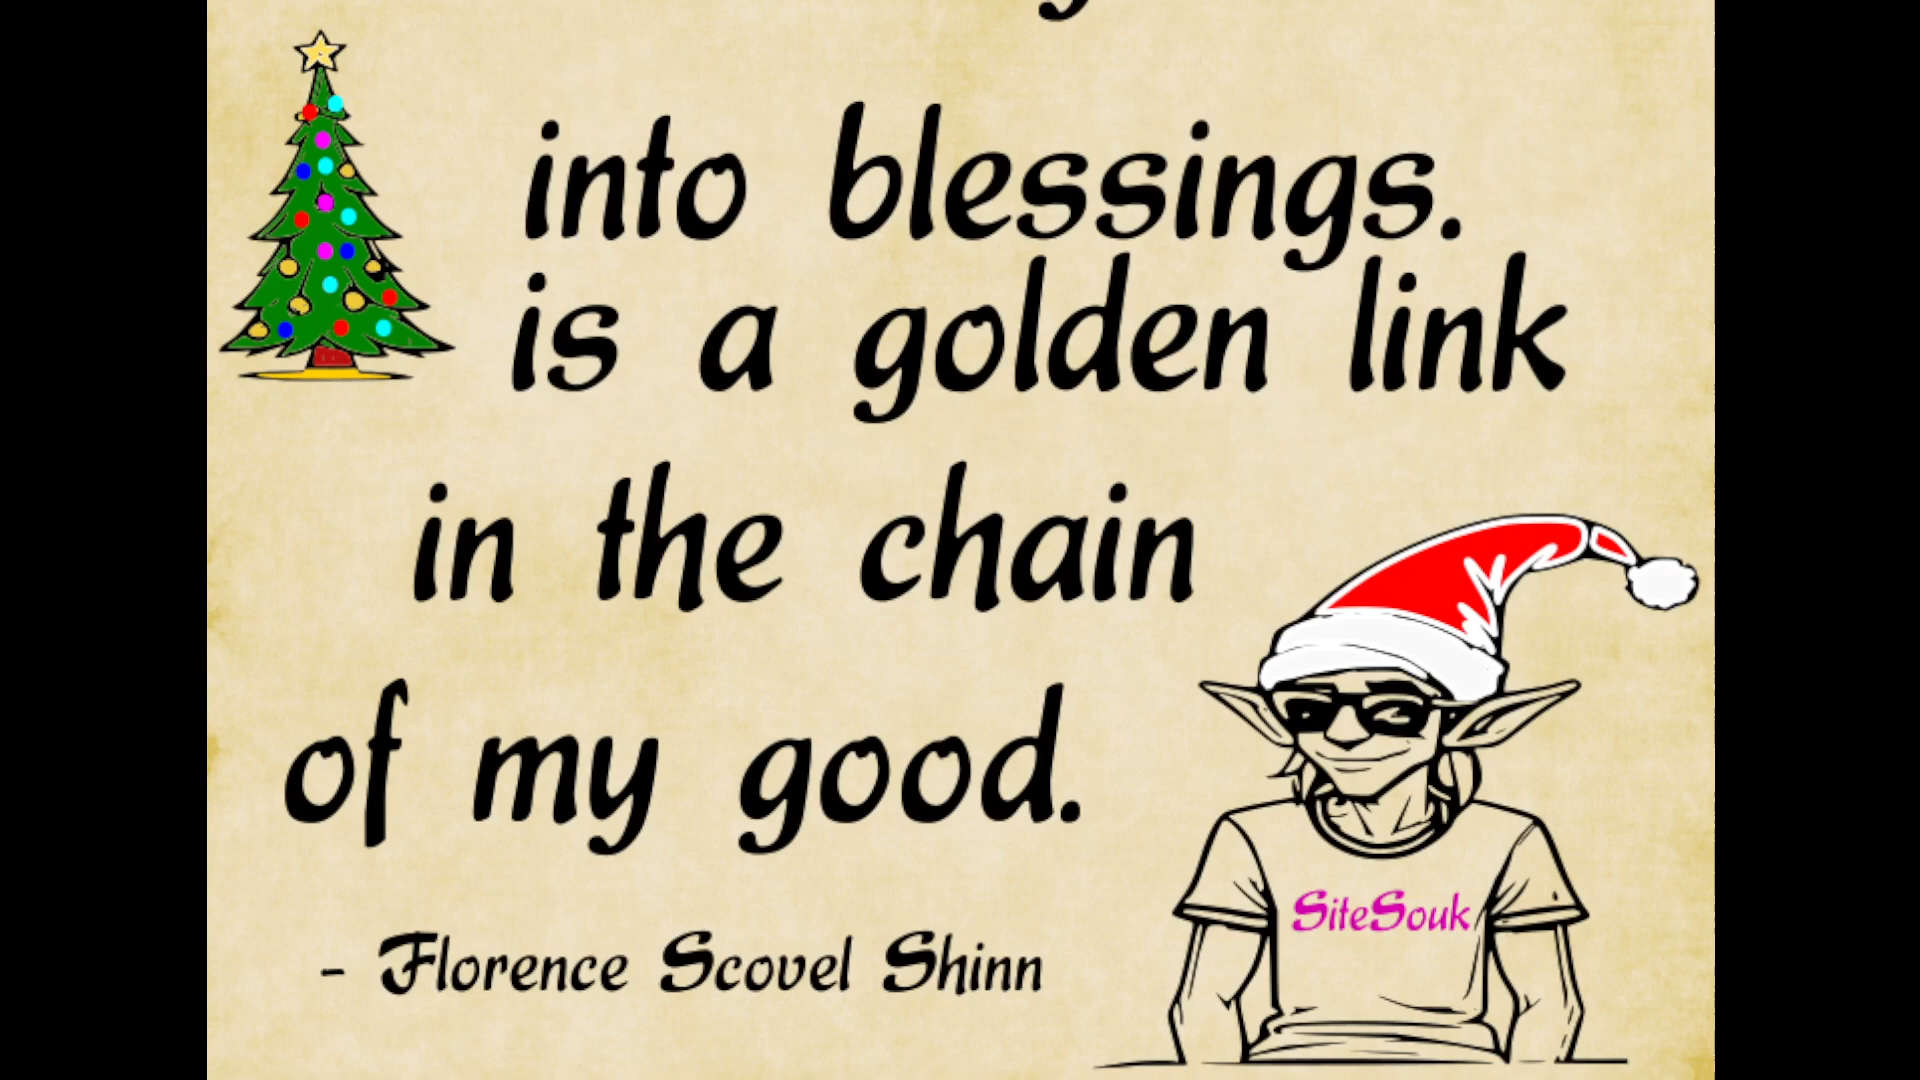 into blessings.
is a golden link
in the chain
of my good.
- Florence Scovel Shinn
SiteSouk